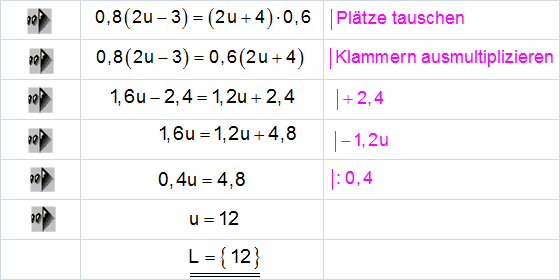 0,8(2u − 3) = (2u + 4)·0,6 |Plätze tauschen
0,8(2u − 3) = 0,6(2u + 4) |Klammern ausmultiplizieren
1,6u − 2,4 = 1,2u + 2,4 |+ 2,4
1,6u = 1,2u + 4,8 |− 1,2u
0,4u = 4,8 |: 0,4
u = 12
L = {12}